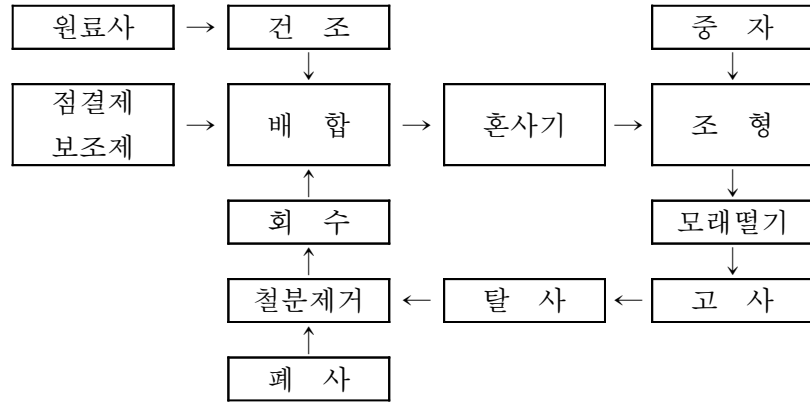 원료사 → 건 조 중 자
↓ ↓
점결제
보조제 → 배 합 → 혼사기 → 조 형
↑ ↓
회 수 모래떨기
↑ ↓
철분제거 ← 탈 사 ← 고 사
↑
폐 사